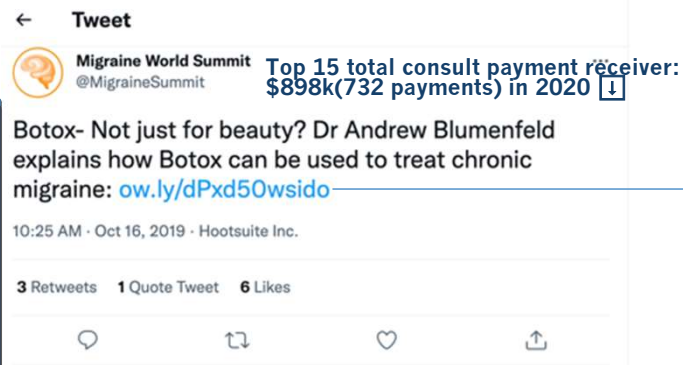 Tweet
Migraine World Summit
@MigraineSummit
Top 15 total consult payment receiver:
$898k(732 payments) in 2020
Botox- Not just for beauty? Dr Andrew Blumenfeld
explains how Botox can be used to treat chronic
migraine: ow.ly/dPxd50wsido
10:25 AM · Oct 16, 2019 · Hootsuite Inc.
3 Retweets 1 Quote Tweet 6 Likes